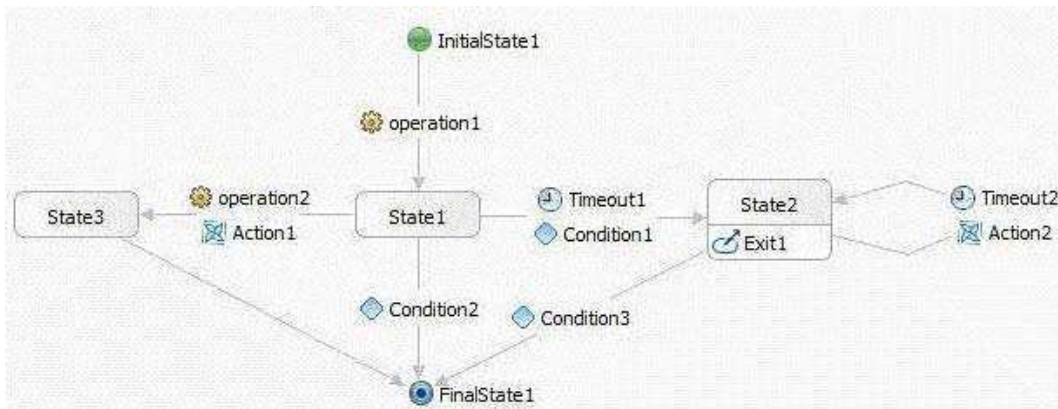 InitialState1
operation1
operation2
Action1
State3
State1
Timeout1
Condition1
State2
Exit1
Timeout2
Action2
Condition2
Condition3
FinalState1